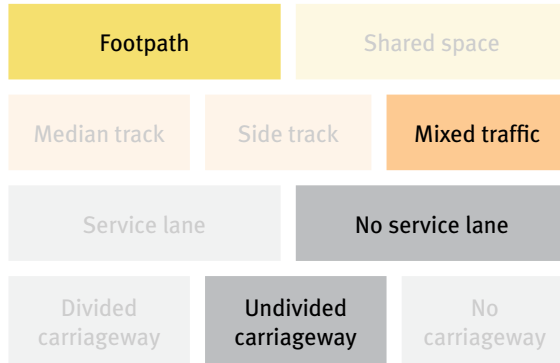 Footpath
Shared space
Median track
Side track
Mixed traffic
Service lane
No service lane
Divided
carriageway
Undivided
carriageway
No
carriageway